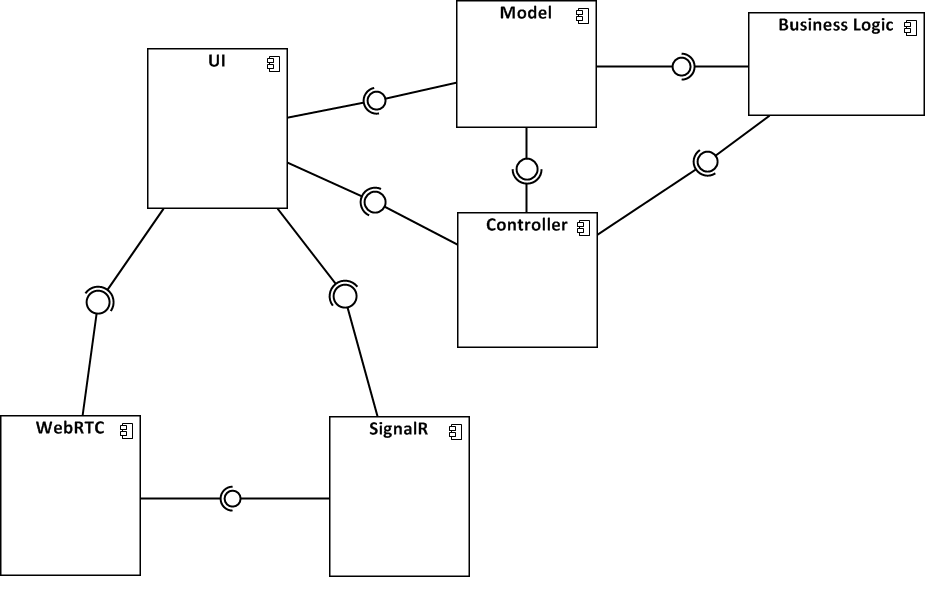 Model
Business Logic
UI
Controller
WebRTC
SignalR